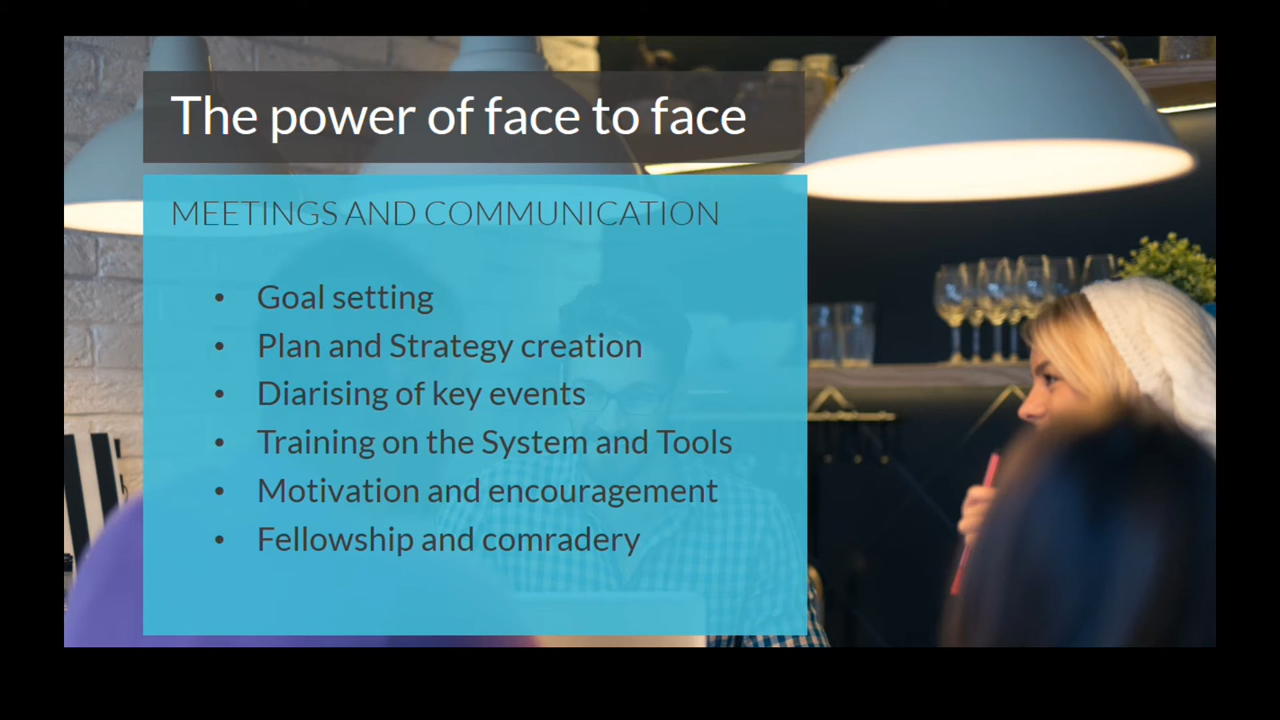 The power of face to face
MEETINGS AND COMMUNICATION
• Goal setting
• Plan and Strategy creation
• Diarising of key events
• Training on the System and Tools
• Motivation and encouragement
• Fellowship and comradery